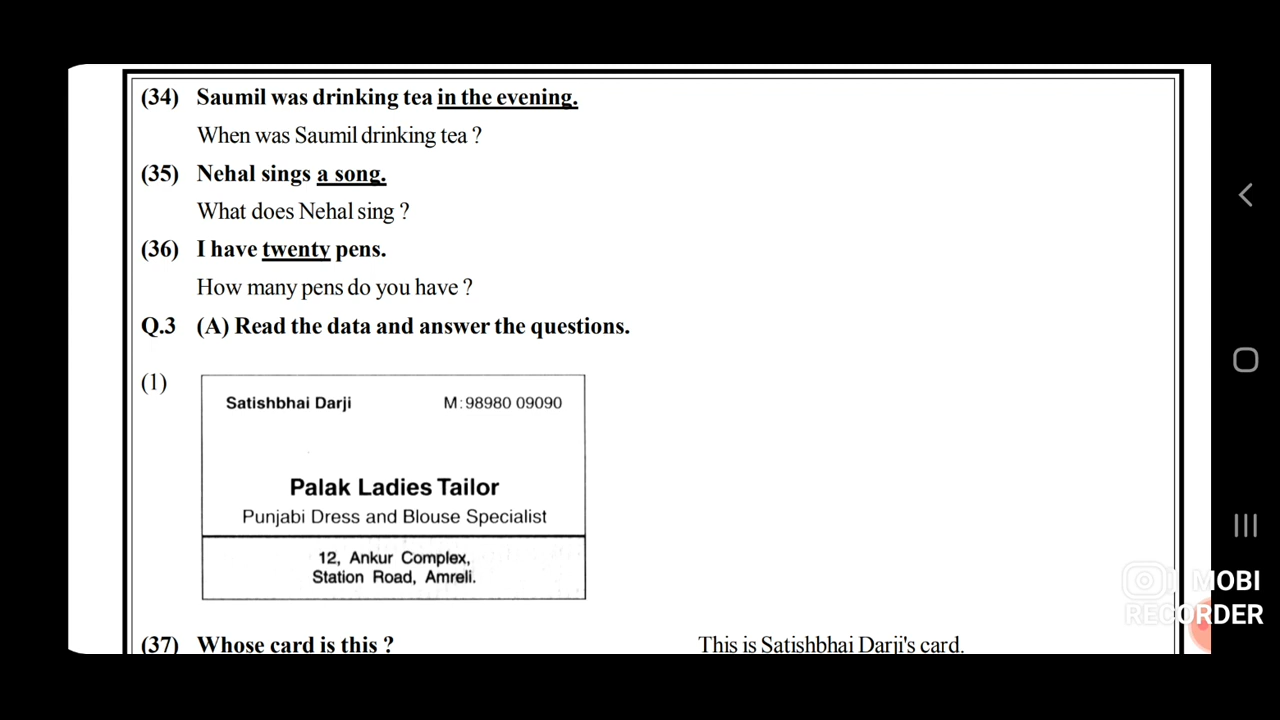 (34) Saumil was drinking tea in the evening.
When was Saumil drinking tea ?
(35) Nehal sings a song.
What does Nehal sing ?
(36) I have twenty pens.
How many pens do you have ?
Q.3 (A) Read the data and answer the questions.
(1)
Satishbhai Darji M:98980 09090
Palak Ladies Tailor
Punjabi Dress and Blouse Specialist
12, Ankur Complex,
Station Road, Amreli.
(37) Whose card is this ? This is Satishbhai Darji's card.
MOBI
RECORDER